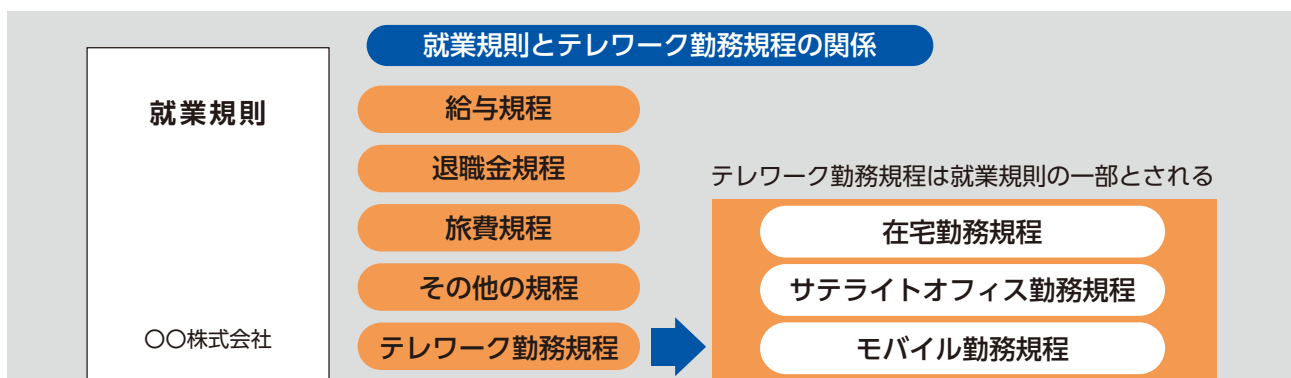 就業規則とテレワーク勤務規程の関係
就業規則
〇〇株式会社
給与規程
退職金規程
旅費規程
その他の規程
テレワーク勤務規程
テレワーク勤務規程は就業規則の一部とされる
在宅勤務規程
サテライトオフィス勤務規程
モバイル勤務規程